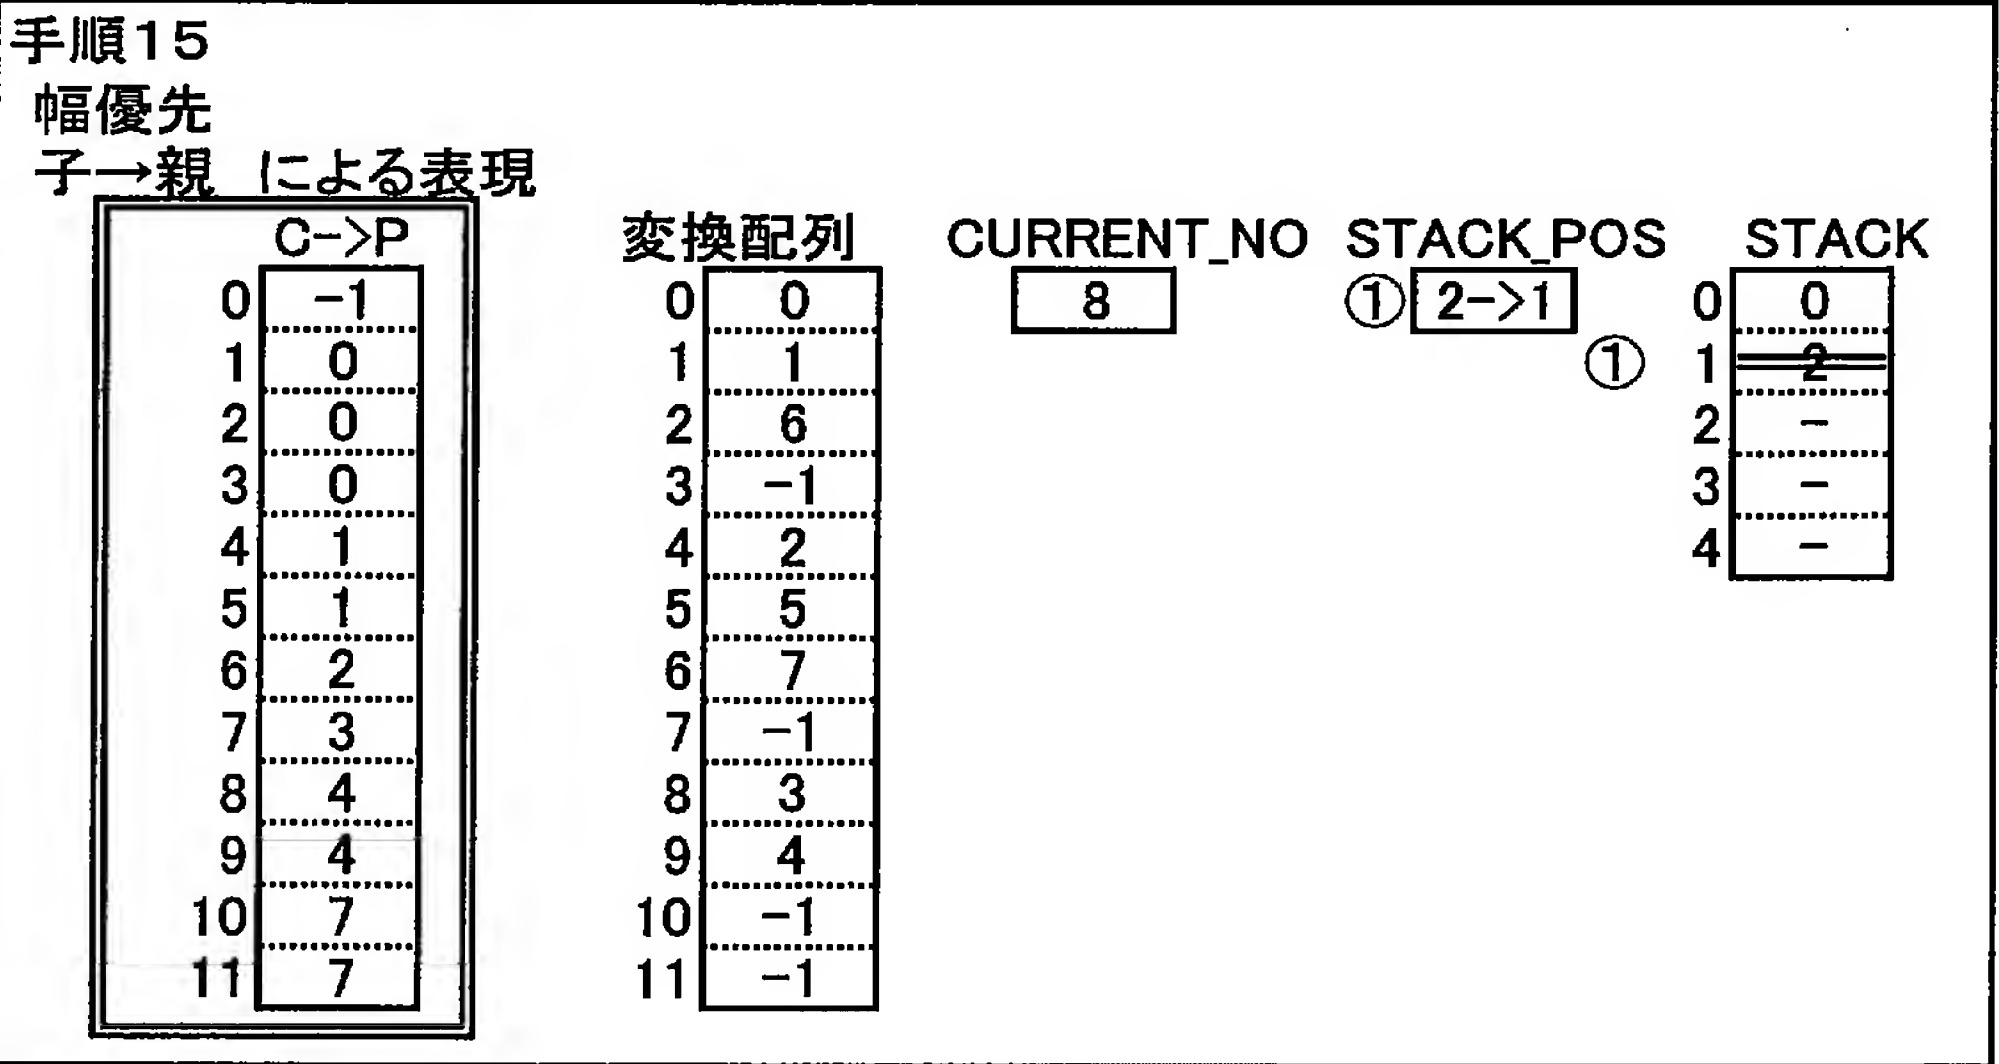 手順15
幅優先
子→親 による表現
C->P 変換配列 CURRENT_NO STACK_POS STACK
0 -1 0 0 8 ① 2->1 0 0
1 0 1 1 ① 1 2
2 0 2 6 2 -
3 0 3 -1 3 -
4 1 4 2 4 -
5 1 5 5
6 2 6 7
7 3 7 -1
8 4 8 3
9 4 9 4
10 7 10 -1
11 7 11 -1